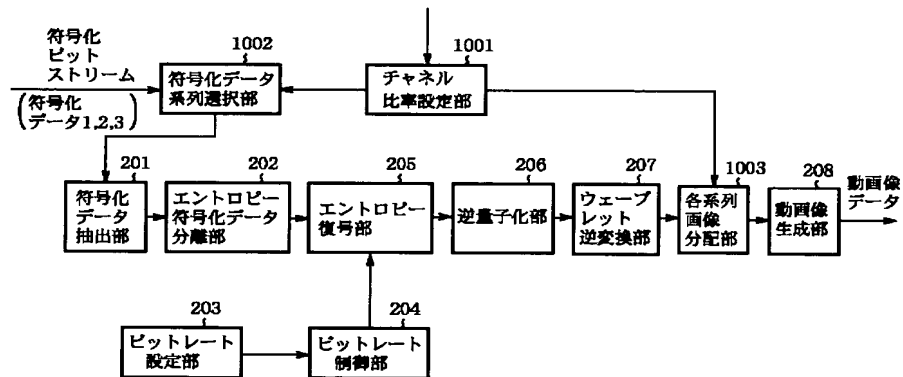 符号化
ビット
ストリーム
(符号化
データ1,2,3)
1002
符号化データ
系列選択部
1001
チャネル
比率設定部
201
符号化
データ
抽出部
202
エントロピー
符号化データ
分離部
205
エントロピー
復号部
206
逆量子化部
207
ウェーブ
レット
逆変換部
1003
各系列
画像
分配部
208
動画像
生成部
動画像
データ
203
ビットレート
設定部
204
ビットレート
制御部